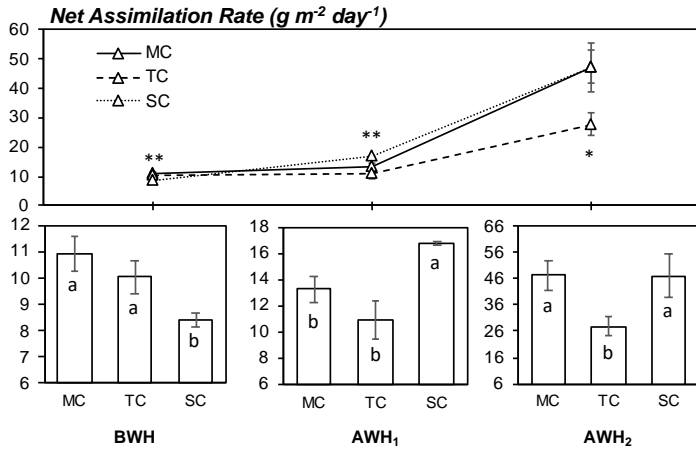 Net Assimilation Rate (g m⁻² day⁻¹)
60
50
40
30
20
10
0
MC
TC
SC
**
**
*
12
11
10
9
8
7
6
a
a
b
MC TC SC
BWH
18
16
14
12
10
8
6
b
b
a
MC TC SC
AWH₁
66
56
46
36
26
16
6
a
b
a
MC TC SC
AWH₂